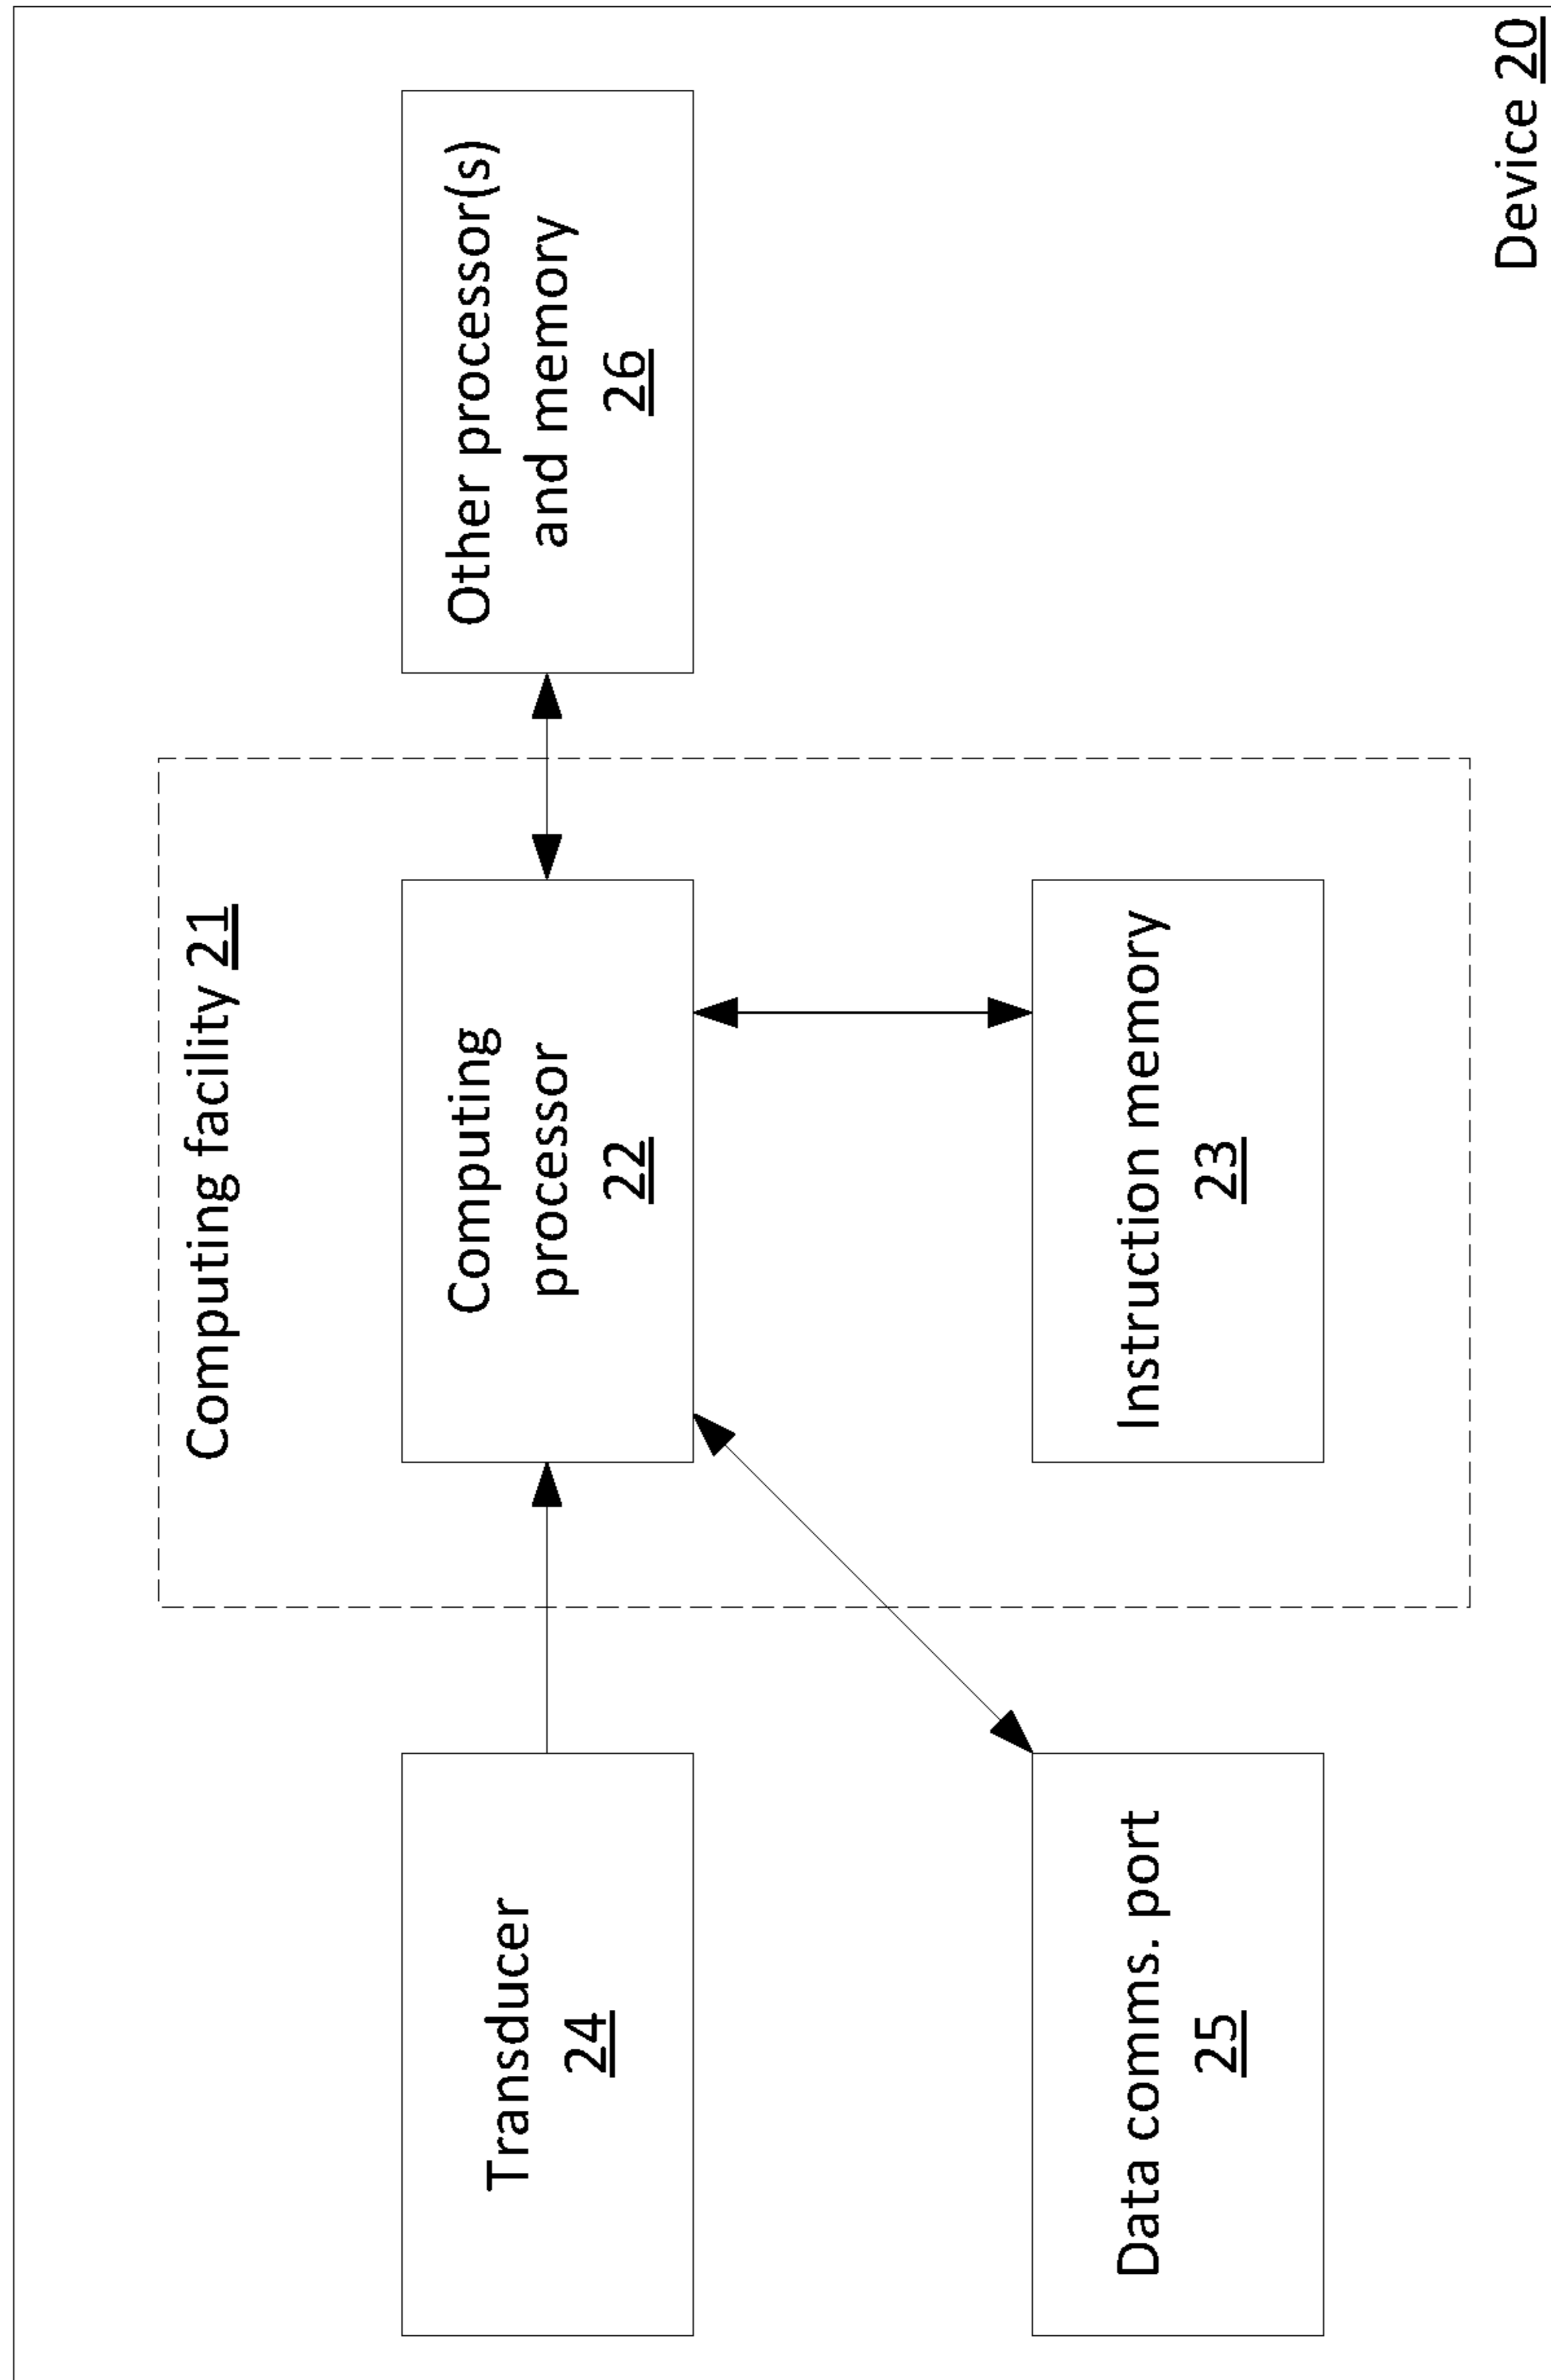 Computing facility 21
Transducer
24
Computing
processor
22
Other processor(s)
and memory
26
Data comms. port
25
Instruction memory
23
Device 20